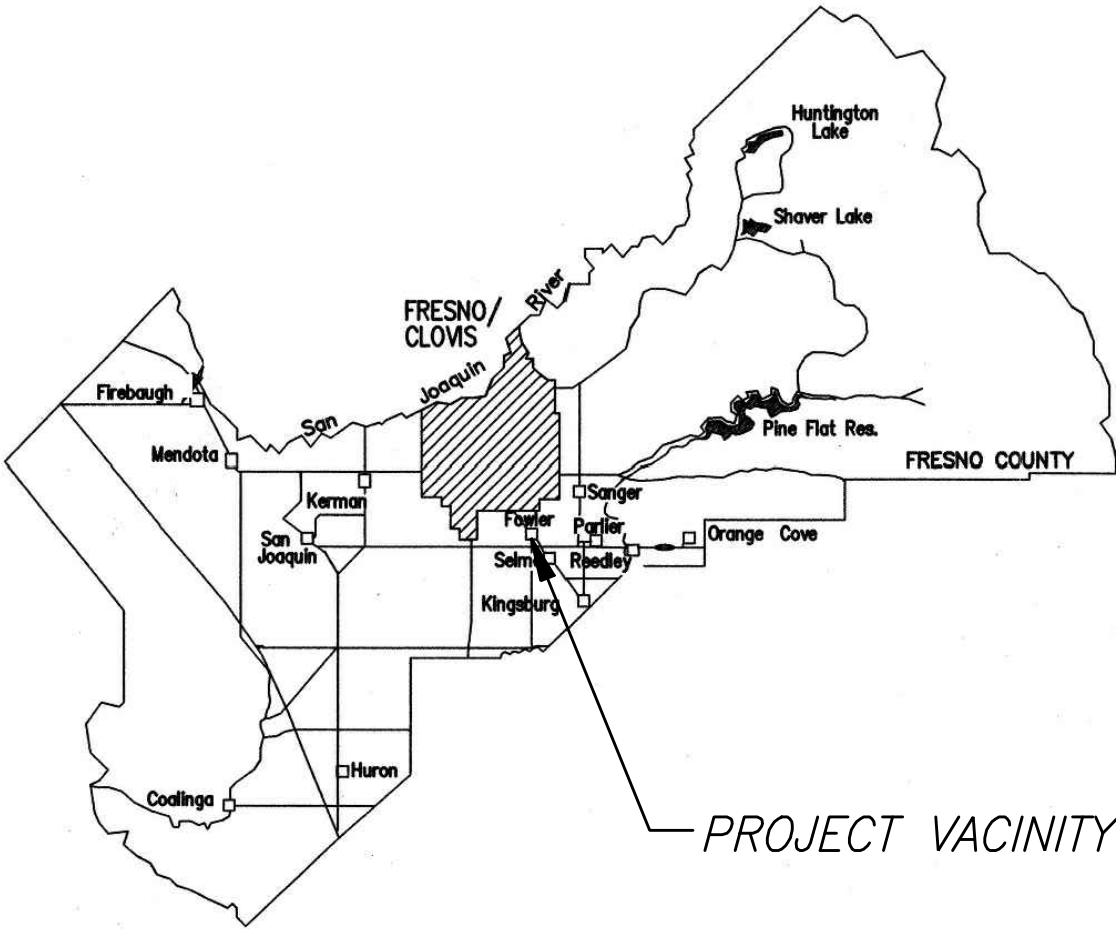 Huntington
Lake
Shaver Lake
FRESNO/
CLOVIS
San Joaquin River
Firebaugh
Pine Flat Res.
Mendota
FRESNO COUNTY
Kerman
Sanger
San
Joaquin
Fowler
Parlier
Orange Cove
Reedley
Kingsburg
Huron
Coalinga
PROJECT VACINITY